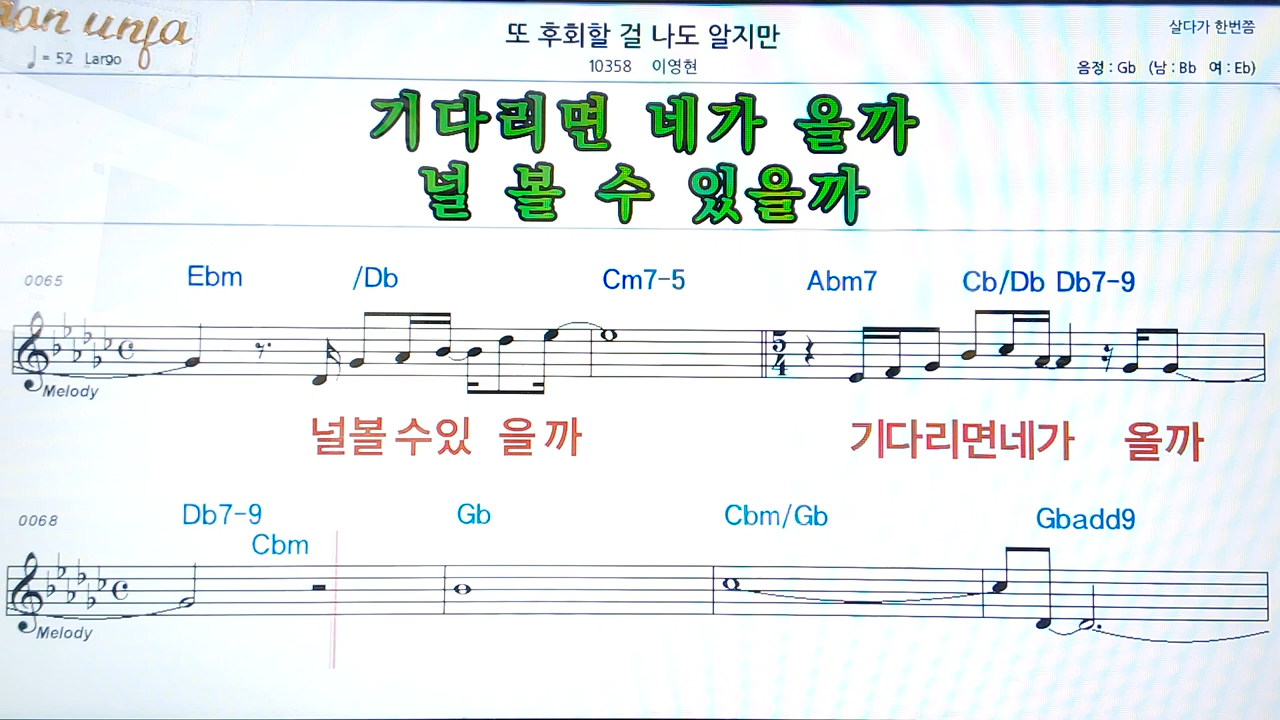 an unja
♩ = 52 Largo
또 후회할 걸 나도 알지만
10358 이영현
살다가 한번쯤
음정 : Gb (남 : Bb 여 : Eb)
기다리면 네가 올까
널 볼 수 있을까
0065
Ebm /Db Cm7-5 Abm7 Cb/Db Db7-9
5
4
Melody
널볼 수있 을 까 기다리면네가 올까
0068
Db7-9 Cbm Gb Cbm/Gb Gbadd9
Melody